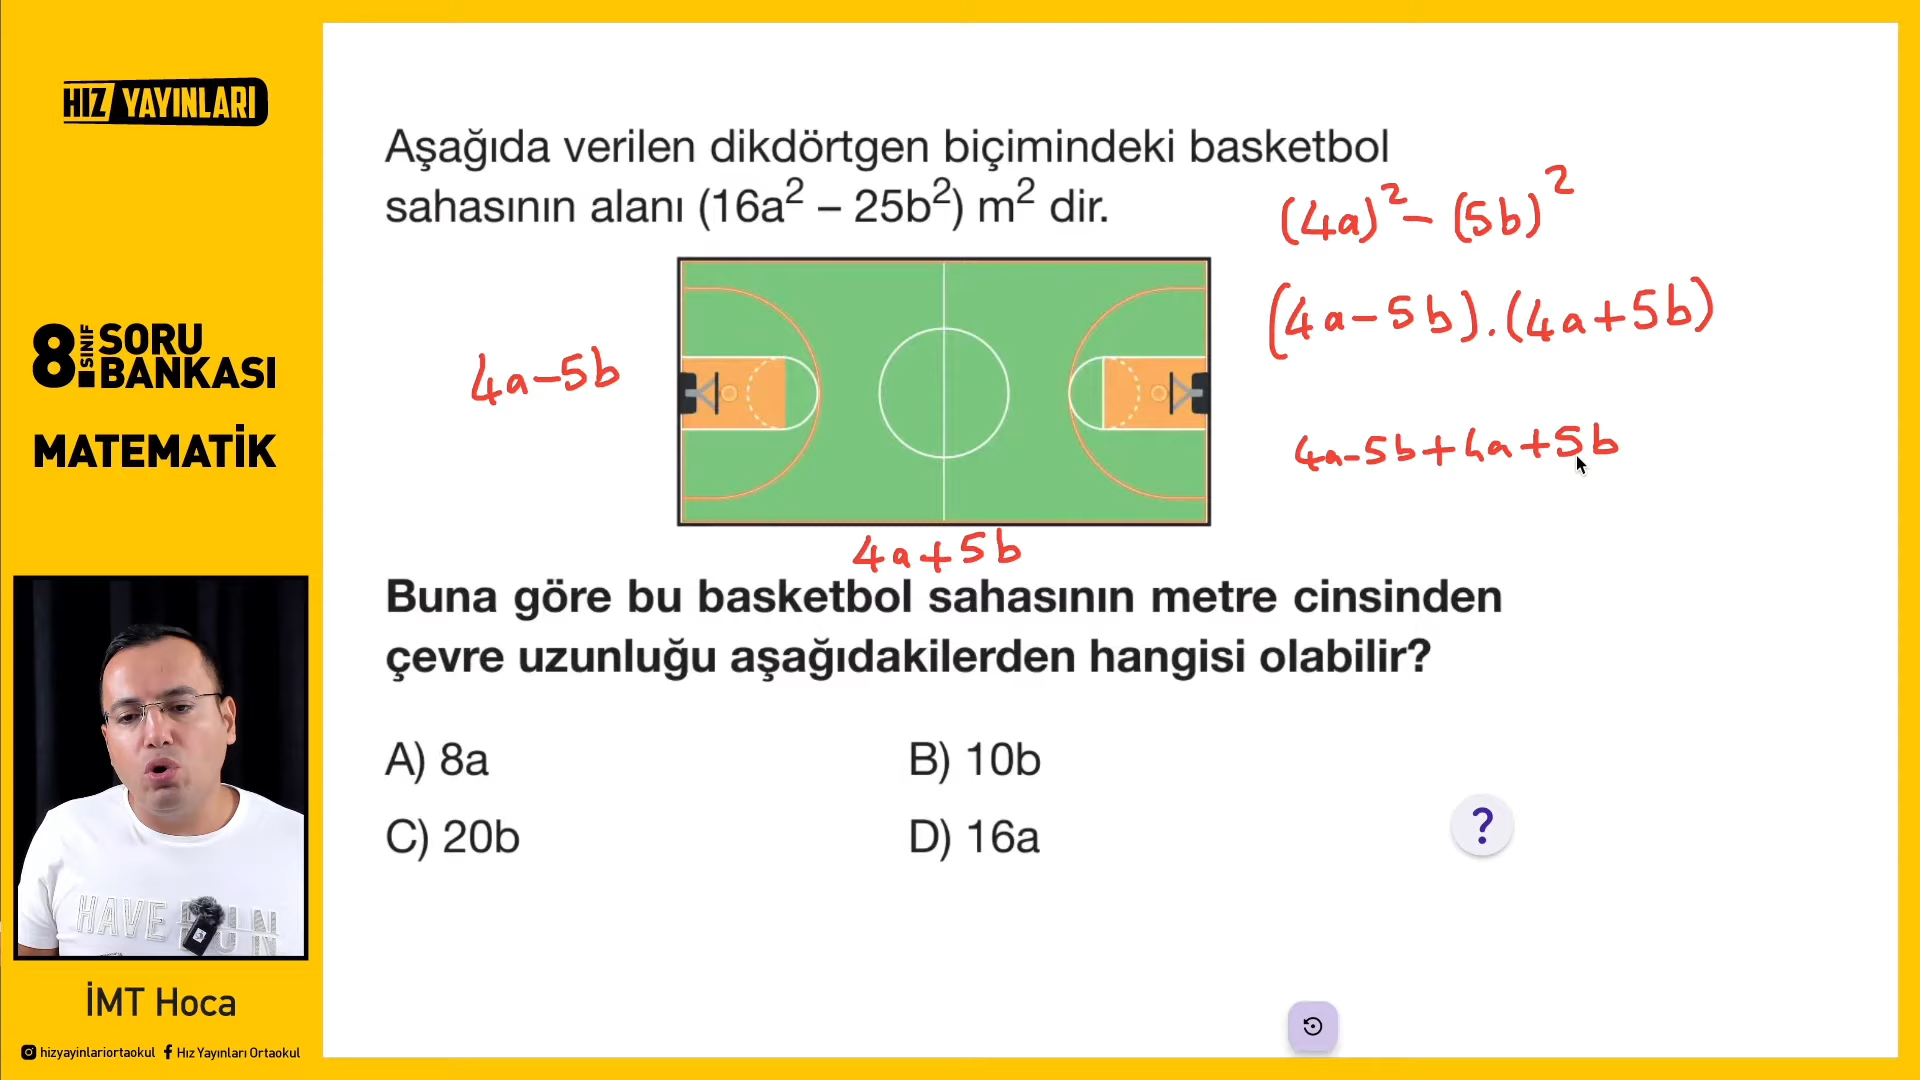 HIZ YAYINLARI
8. SINIF SORU BANKASI
MATEMATİK
Aşağıda verilen dikdörtgen biçimindeki basketbol
sahasının alanı (16a² – 25b²) m² dir.
(4a)² – (5b)²
(4a–5b).(4a+5b)
4a–5b
4a–5b+4a+5b
4a+5b
Buna göre bu basketbol sahasının metre cinsinden
çevre uzunluğu aşağıdakilerden hangisi olabilir?
A) 8a
B) 10b
C) 20b
D) 16a
?
HAVE FUN
İMT Hoca
hizyayinlariortaokul Hız Yayınları Ortaokul